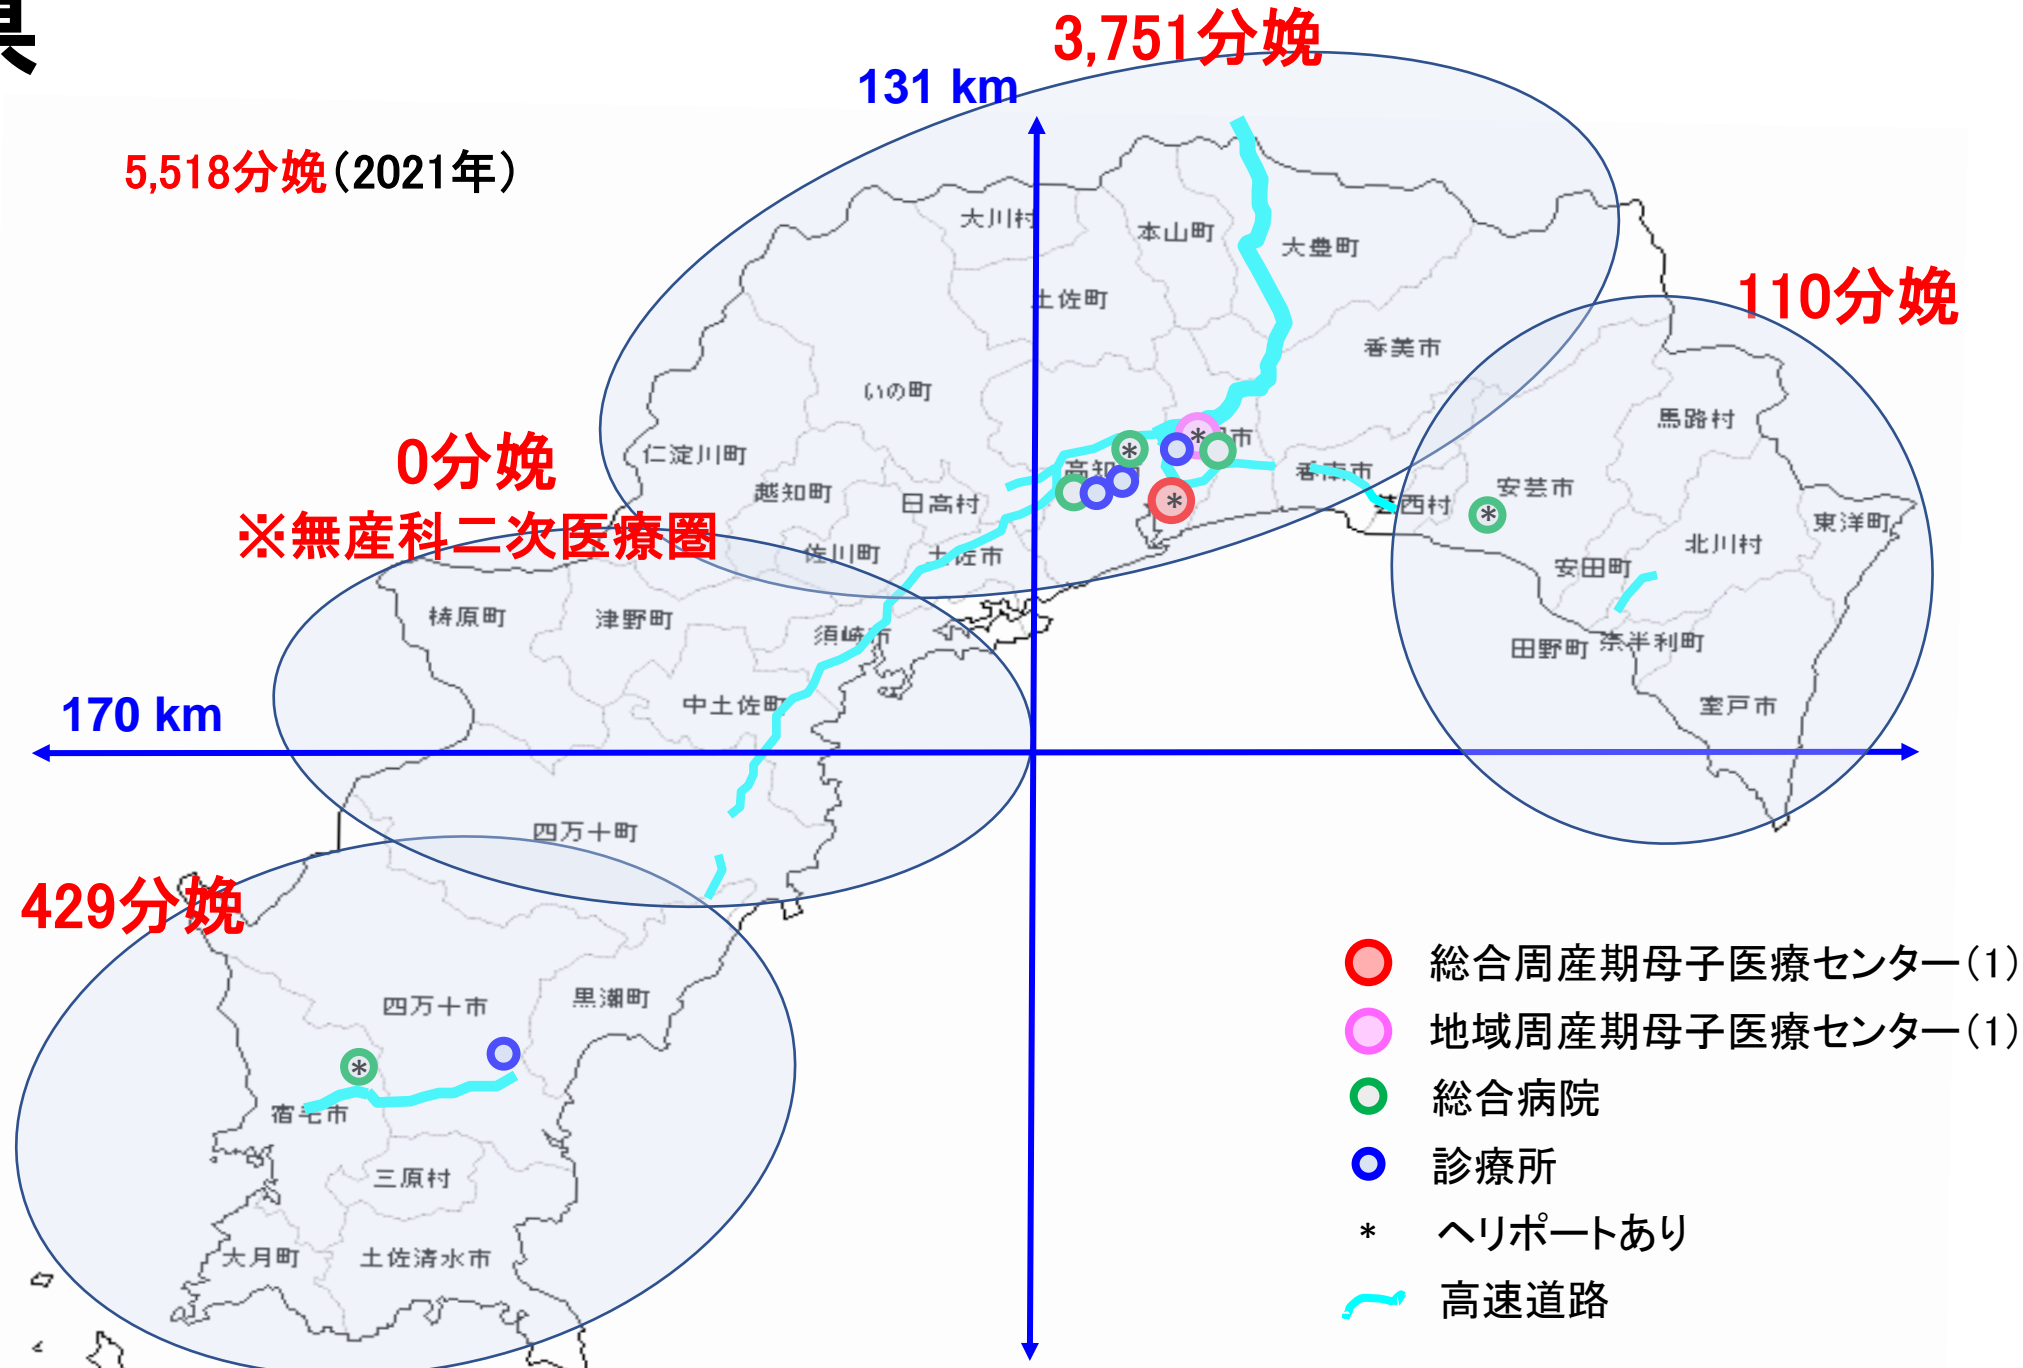 県
3,751分娩
131 km
5,518分娩（2021年）
大川村
本山町
大豊町
土佐町
110分娩
香美市
いの町
馬路村
0分娩
仁淀川町
高知
市
香南市
芸西村
安芸市
越知町
日高村
東洋町
※無産科二次医療圏
佐川町
土佐市
北川村
安田町
梼原町
津野町
須崎市
田野町
奈半利町
中土佐町
室戸市
170 km
四万十町
429分娩
四万十市
黒潮町
宿毛市
三原村
大月町
土佐清水市
総合周産期母子医療センター（1）
地域周産期母子医療センター（1）
総合病院
診療所
* ヘリポートあり
高速道路